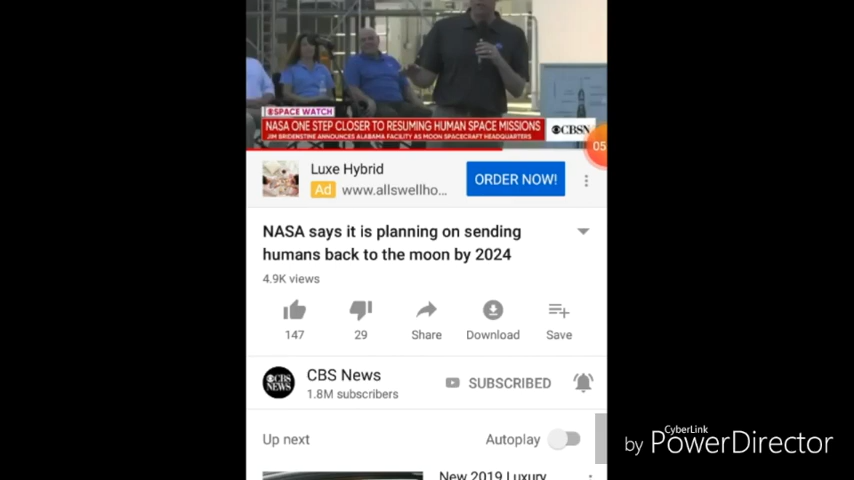 SPACE WATCH
NASA ONE STEP CLOSER TO RESUMING HUMAN SPACE MISSIONS
JIM BRIDENSTINE ANNOUNCES ALABAMA FACILITY AS MOON SPACECRAFT HEADQUARTERS
CBSN
05
Luxe Hybrid
Ad www.allswellho...
ORDER NOW!
NASA says it is planning on sending
humans back to the moon by 2024
4.9K views
147 29 Share Download Save
CBS NEWS
CBS News
1.8M subscribers
SUBSCRIBED
Up next
Autoplay
New 2019 Luxury
CyberLink
by PowerDirector